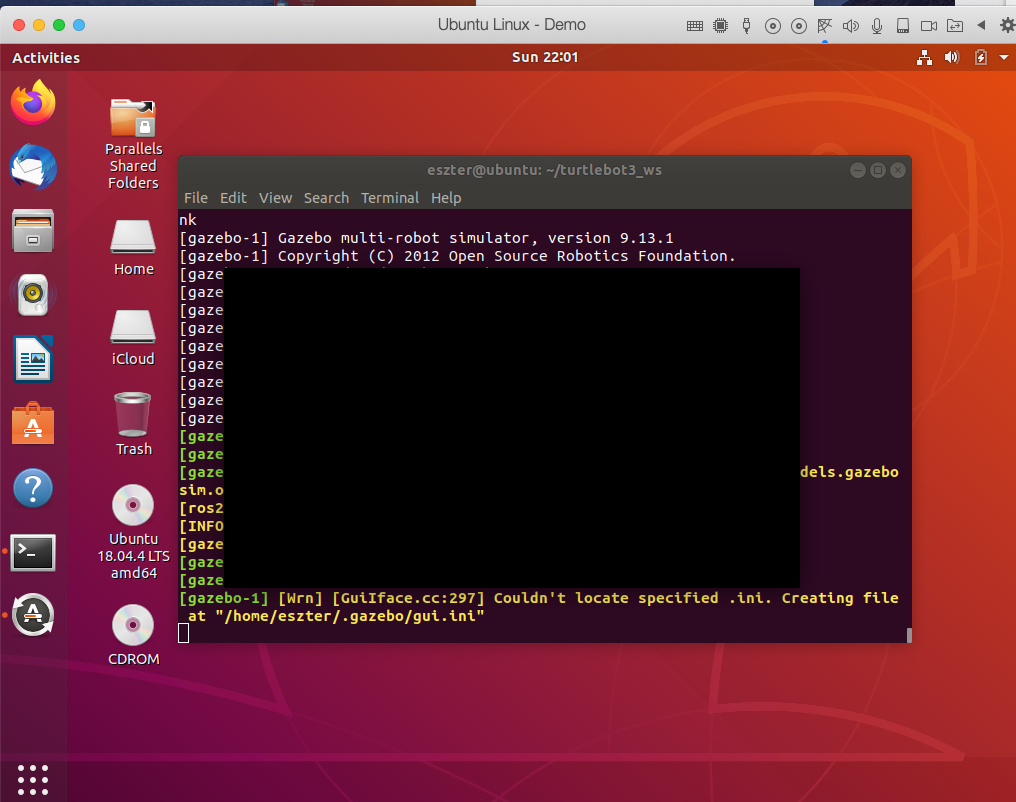 Ubuntu Linux - Demo
Activities
Sun 22:01
Parallels
Shared
Folders
Home
iCloud
Trash
Ubuntu
18.04.4 LTS
amd64
CDROM
eszter@ubuntu: ~/turtlebot3_ws
File Edit View Search Terminal Help
nk
[gazebo-1] Gazebo multi-robot simulator, version 9.13.1
[gazebo-1] Copyright (C) 2012 Open Source Robotics Foundation.
[gaze
[gaze
[gaze
[gaze
[gaze
[gaze
[gaze
[gaze
[gaze
[gaze
[gaze
[gaze dels.gazebo
sim.o
[ros2
[INFO
[gaze
[gaze
[gaze
[gazebo-1] [Wrn] [GuiIface.cc:297] Couldn't locate specified .ini. Creating file
at "/home/eszter/.gazebo/gui.ini"